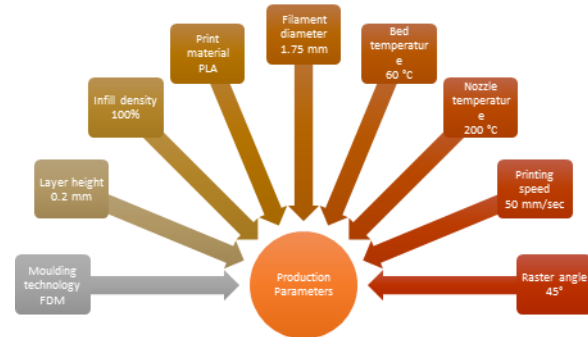 Moulding
technology
FDM
Layer height
0.2 mm
Infill density
100%
Print material
PLA
Filament
diameter
1.75 mm
Bed
temperatur
e
60 °C
Nozzle
temperatur
e
200 °C
Printing
speed
50 mm/sec
Raster angle
45°
Production
Parameters